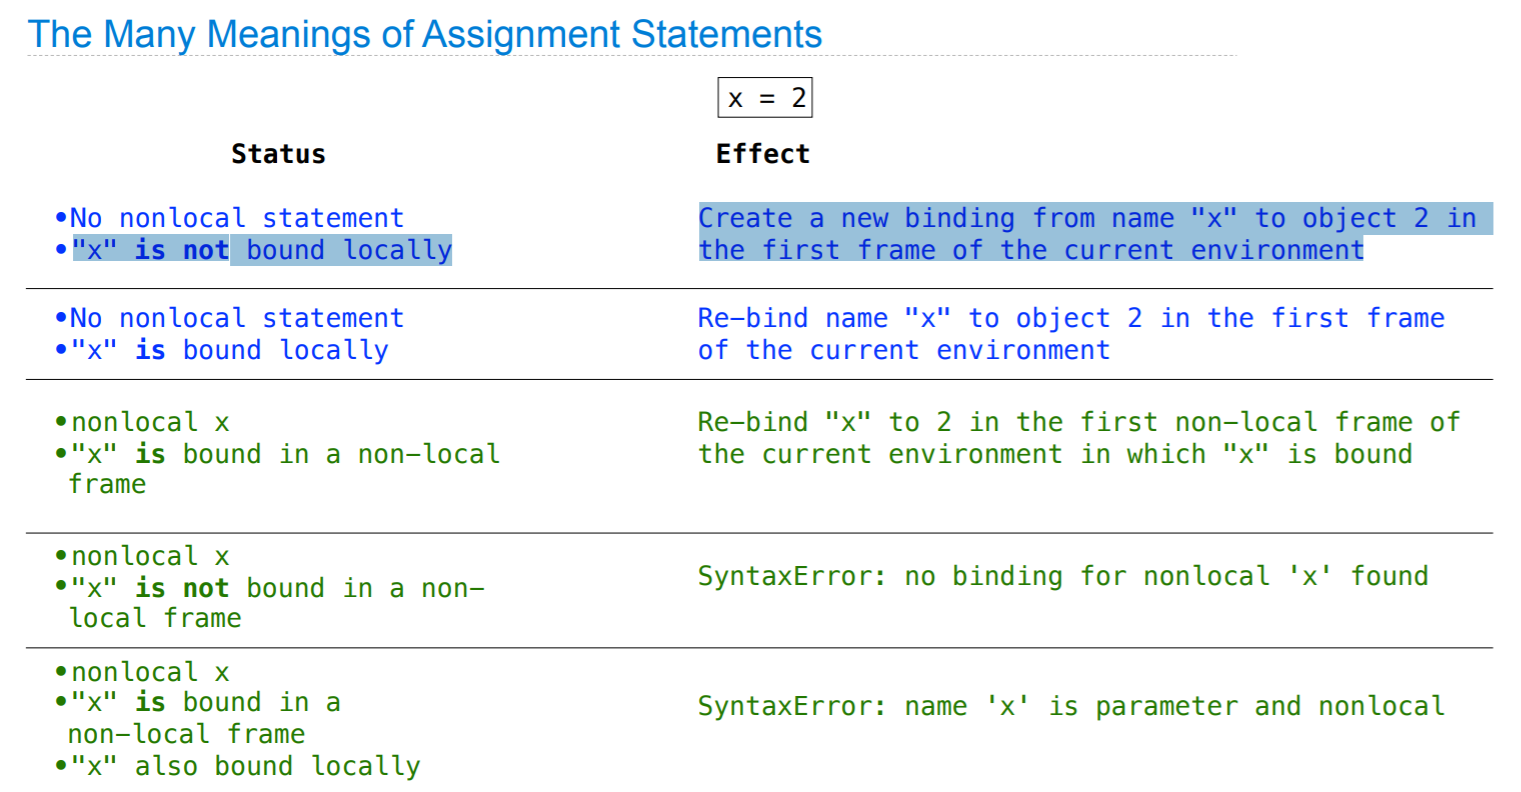 The Many Meanings of Assignment Statements
x = 2
Status
Effect
•No nonlocal statement
•"x" is not bound locally
Create a new binding from name "x" to object 2 in
the first frame of the current environment
•No nonlocal statement
•"x" is bound locally
Re–bind name "x" to object 2 in the first frame
of the current environment
•nonlocal x
•"x" is bound in a non–local
frame
Re–bind "x" to 2 in the first non–local frame of
the current environment in which "x" is bound
•nonlocal x
•"x" is not bound in a non–
local frame
SyntaxError: no binding for nonlocal 'x' found
•nonlocal x
•"x" is bound in a
non–local frame
•"x" also bound locally
SyntaxError: name 'x' is parameter and nonlocal